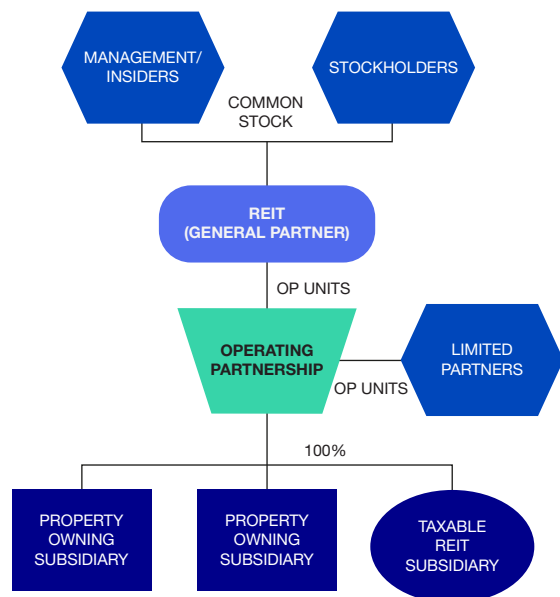 MANAGEMENT/
INSIDERS
STOCKHOLDERS
COMMON
STOCK
REIT
(GENERAL PARTNER)
OP UNITS
OPERATING
PARTNERSHIP
LIMITED
PARTNERS
OP UNITS
100%
PROPERTY
OWNING
SUBSIDIARY
PROPERTY
OWNING
SUBSIDIARY
TAXABLE
REIT
SUBSIDIARY